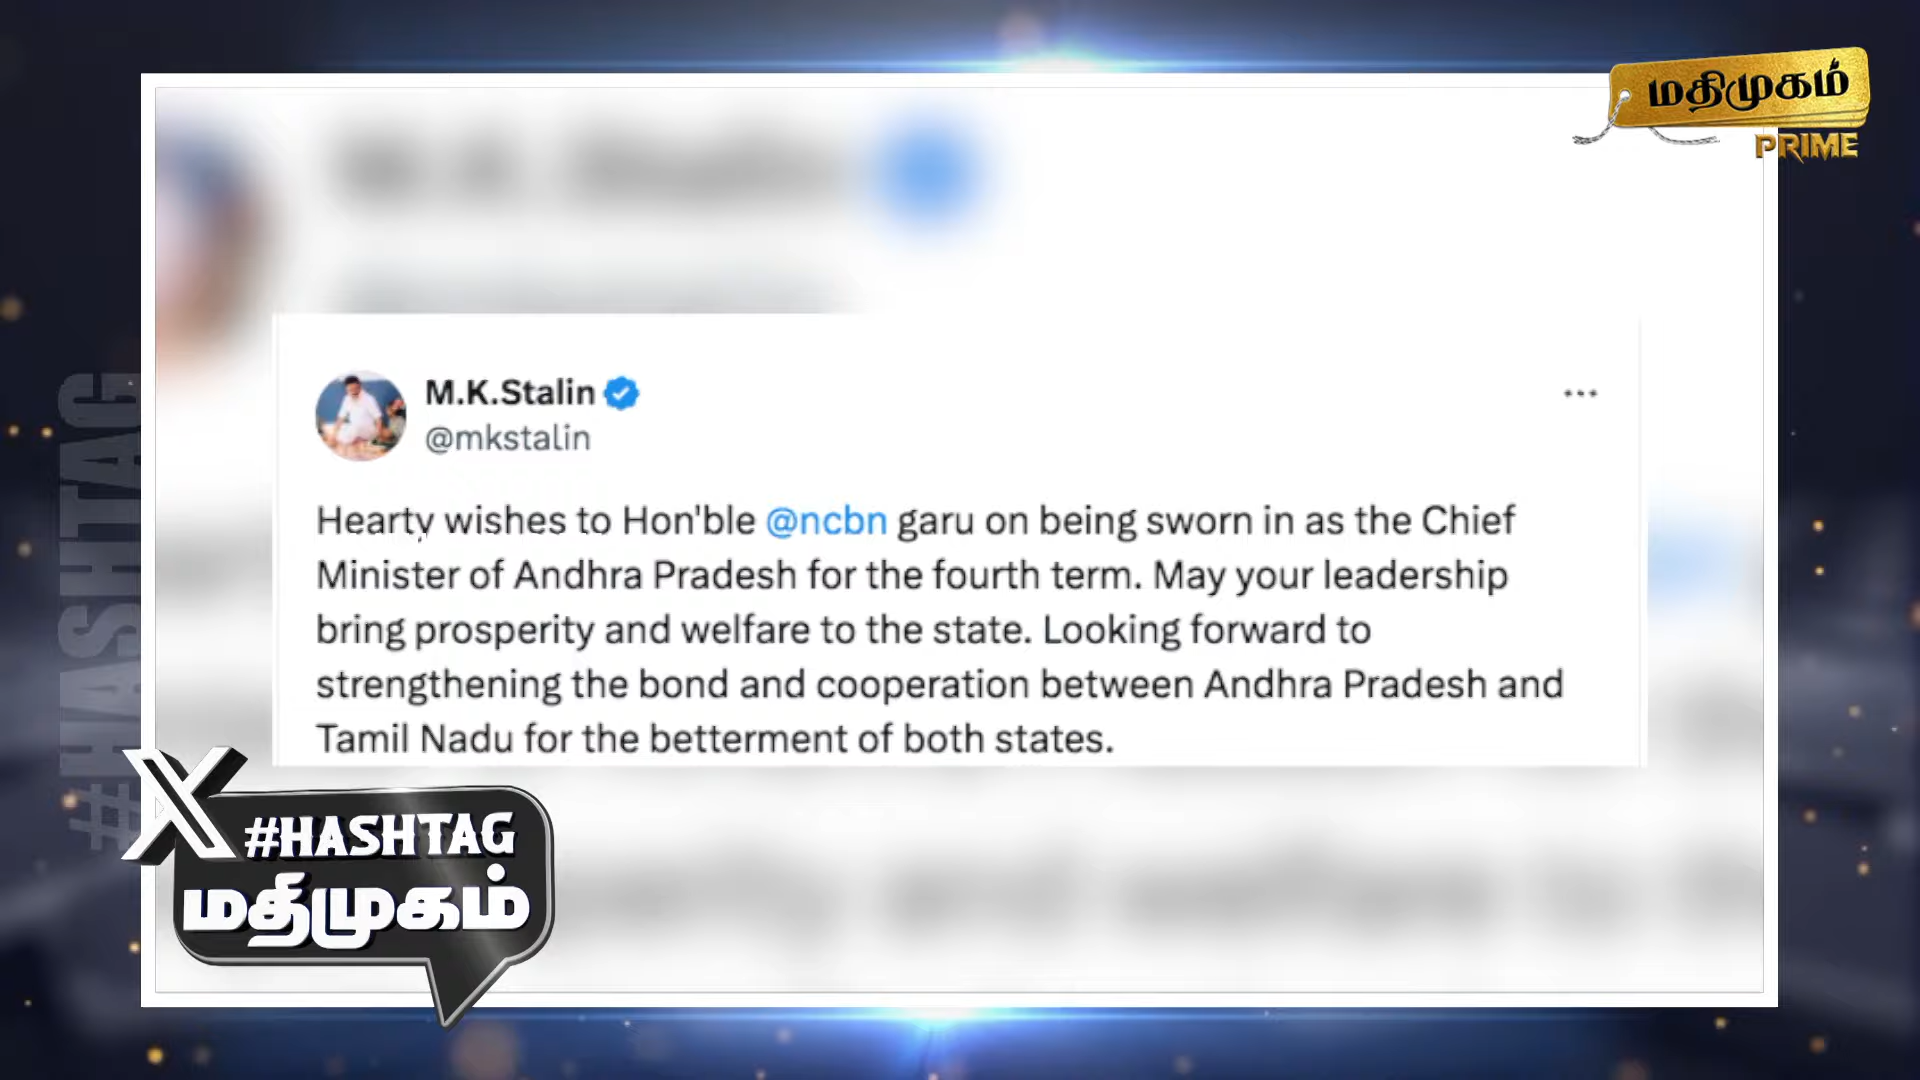 மதிமுகம்
PRIME
M.K.Stalin
@mkstalin
Hearty wishes to Hon'ble @ncbn garu on being sworn in as the Chief
Minister of Andhra Pradesh for the fourth term. May your leadership
bring prosperity and welfare to the state. Looking forward to
strengthening the bond and cooperation between Andhra Pradesh and
Tamil Nadu for the betterment of both states.
#HASHTAG
#HASHTAG
மதிமுகம்